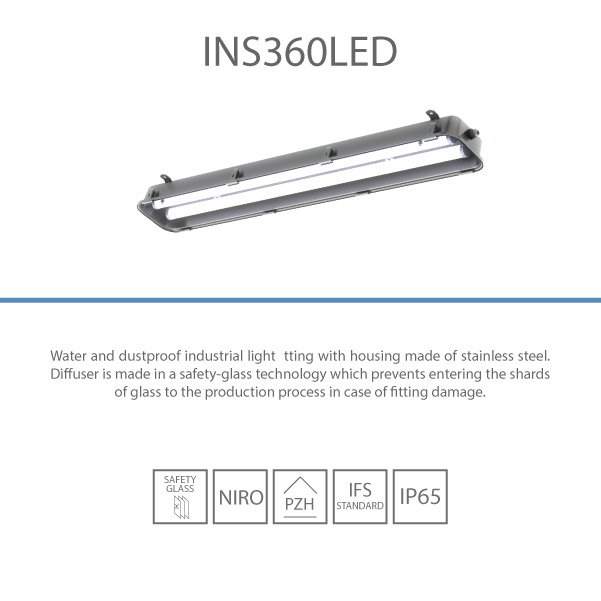 INS360LED
Water and dustproof industrial light  tting with housing made of stainless steel.
Diffuser is made in a safety-glass technology which prevents entering the shards
of glass to the production process in case of fitting damage.
SAFETY
GLASS
NIRO
PZH
IFS
STANDARD
IP65